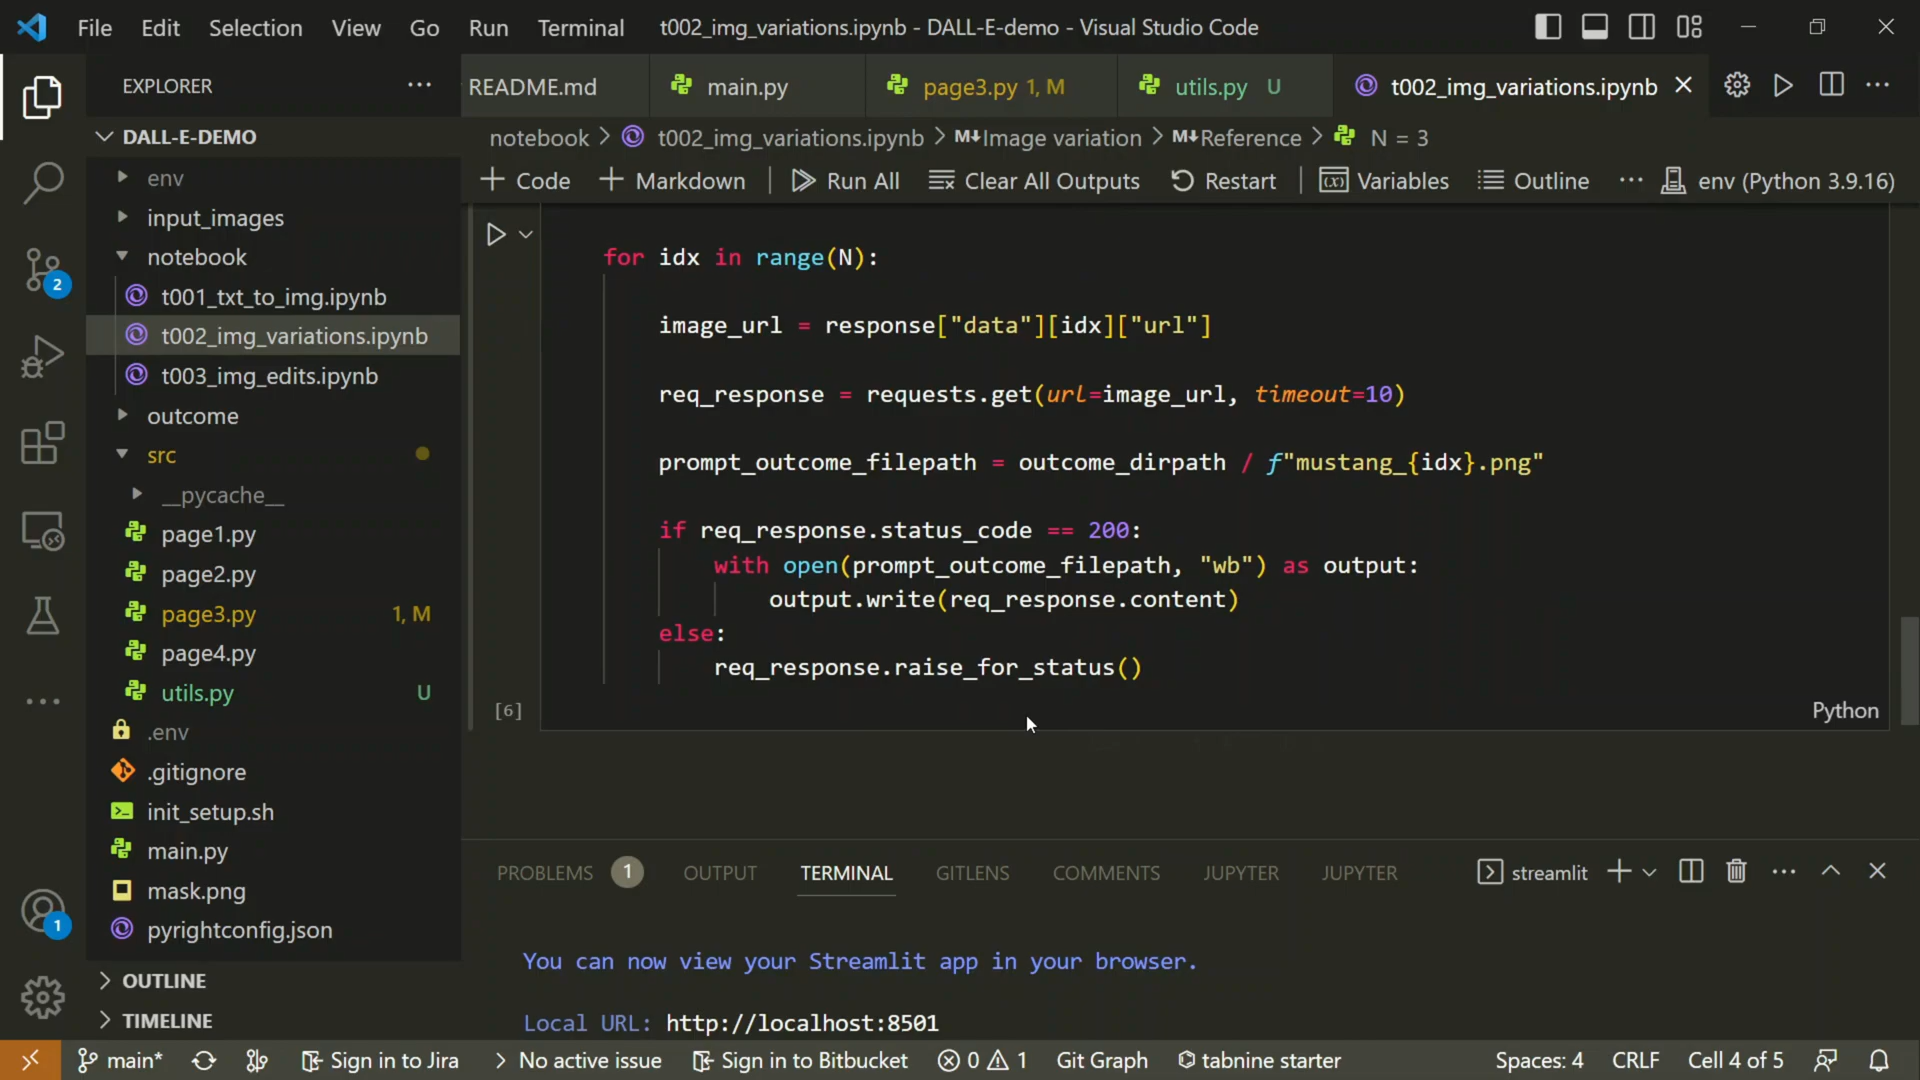 File Edit Selection View Go Run Terminal t002_img_variations.ipynb - DALL-E-demo - Visual Studio Code
EXPLORER
README.md main.py page3.py 1, M utils.py U t002_img_variations.ipynb
DALL-E-DEMO
notebook > t002_img_variations.ipynb > M↓Image variation > M↓Reference > N = 3
Code Markdown Run All Clear All Outputs Restart Variables Outline env (Python 3.9.16)
env
input_images
notebook
t001_txt_to_img.ipynb
t002_img_variations.ipynb
t003_img_edits.ipynb
outcome
src
__pycache__
page1.py
page2.py
page3.py 1, M
page4.py
utils.py U
.env
.gitignore
init_setup.sh
main.py
mask.png
pyrightconfig.json
OUTLINE
TIMELINE
2
1
for idx in range(N):
image_url = response["data"][idx]["url"]
req_response = requests.get(url=image_url, timeout=10)
prompt_outcome_filepath = outcome_dirpath / f"mustang_{idx}.png"
if req_response.status_code == 200:
with open(prompt_outcome_filepath, "wb") as output:
output.write(req_response.content)
else:
req_response.raise_for_status()
[6] Python
PROBLEMS 1 OUTPUT TERMINAL GITLENS COMMENTS JUPYTER JUPYTER streamlit
You can now view your Streamlit app in your browser.
Local URL: http://localhost:8501
main* Sign in to Jira No active issue Sign in to Bitbucket 0 1 Git Graph tabnine starter Spaces: 4 CRLF Cell 4 of 5